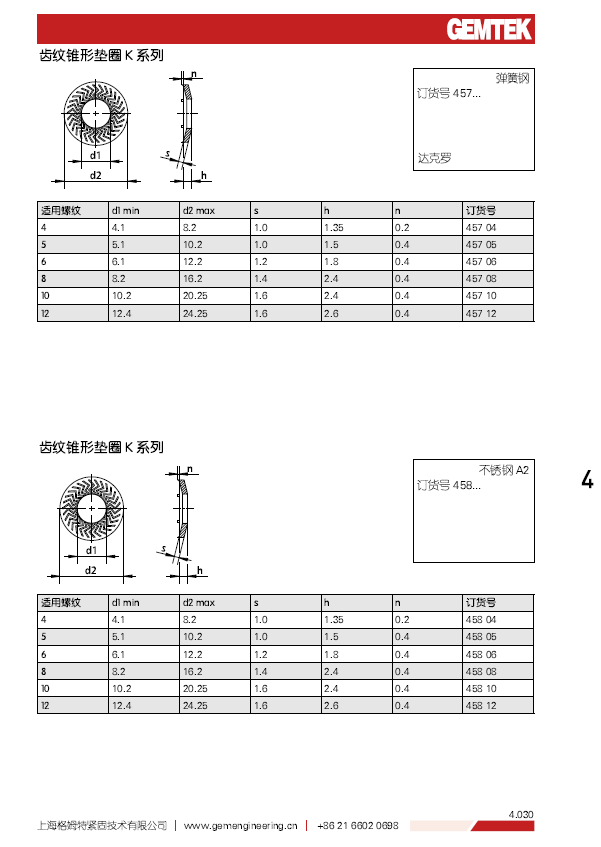 GEMTEK
齿纹锥形垫圈 K 系列
n
d1
d2
s
h
弹簧钢
订货号 457...
达克罗
适用螺纹 d1 min d2 max s h n 订货号
4 4.1 8.2 1.0 1.35 0.2 457 04
5 5.1 10.2 1.0 1.5 0.4 457 05
6 6.1 12.2 1.2 1.8 0.4 457 06
8 8.2 16.2 1.4 2.4 0.4 457 08
10 10.2 20.25 1.6 2.4 0.4 457 10
12 12.4 24.25 1.6 2.6 0.4 457 12
齿纹锥形垫圈 K 系列
n
d1
d2
s
h
不锈钢 A2
订货号 458...
4
适用螺纹 d1 min d2 max s h n 订货号
4 4.1 8.2 1.0 1.35 0.2 458 04
5 5.1 10.2 1.0 1.5 0.4 458 05
6 6.1 12.2 1.2 1.8 0.4 458 06
8 8.2 16.2 1.4 2.4 0.4 458 08
10 10.2 20.25 1.6 2.4 0.4 458 10
12 12.4 24.25 1.6 2.6 0.4 458 12
4.030
上海格姆特紧固技术有限公司 | www.gemengineering.cn | +86 21 6602 0698